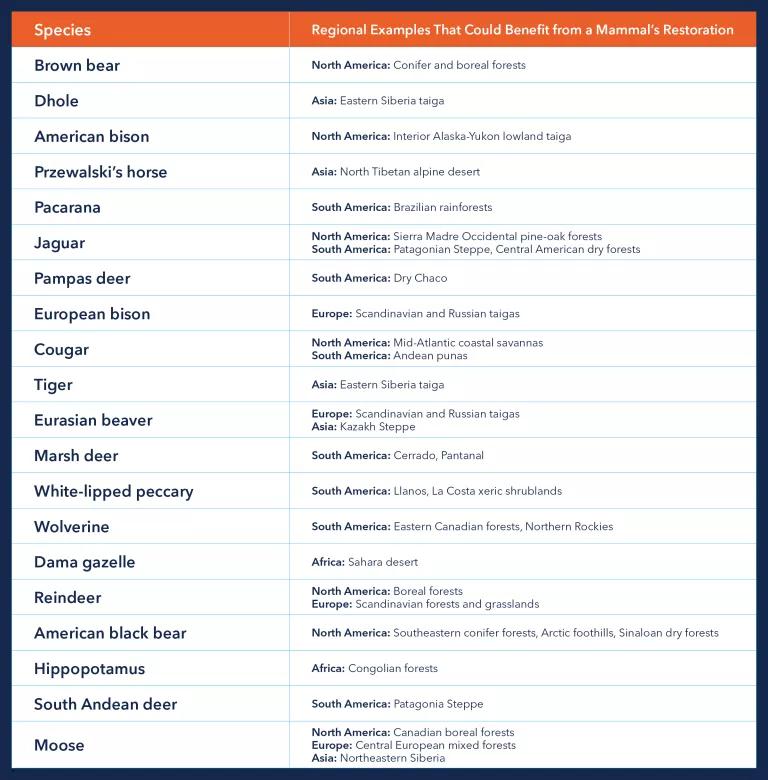 Species Regional Examples That Could Benefit from a Mammal's Restoration
Brown bear North America: Conifer and boreal forests
Dhole Asia: Eastern Siberia taiga
American bison North America: Interior Alaska-Yukon lowland taiga
Przewalski's horse Asia: North Tibetan alpine desert
Pacarana South America: Brazilian rainforests
Jaguar North America: Sierra Madre Occidental pine-oak forests
South America: Patagonian Steppe, Central American dry forests
Pampas deer South America: Dry Chaco
European bison Europe: Scandinavian and Russian taigas
Cougar North America: Mid-Atlantic coastal savannas
South America: Andean punas
Tiger Asia: Eastern Siberia taiga
Eurasian beaver Europe: Scandinavian and Russian taigas
Asia: Kazakh Steppe
Marsh deer South America: Cerrado, Pantanal
White-lipped peccary South America: Llanos, La Costa xeric shrublands
Wolverine South America: Eastern Canadian forests, Northern Rockies
Dama gazelle Africa: Sahara desert
Reindeer North America: Boreal forests
Europe: Scandinavian forests and grasslands
American black bear North America: Southeastern conifer forests, Arctic foothills, Sinaloan dry forests
Hippopotamus Africa: Congolian forests
South Andean deer South America: Patagonia Steppe
Moose North America: Canadian boreal forests
Europe: Central European mixed forests
Asia: Northeastern Siberia